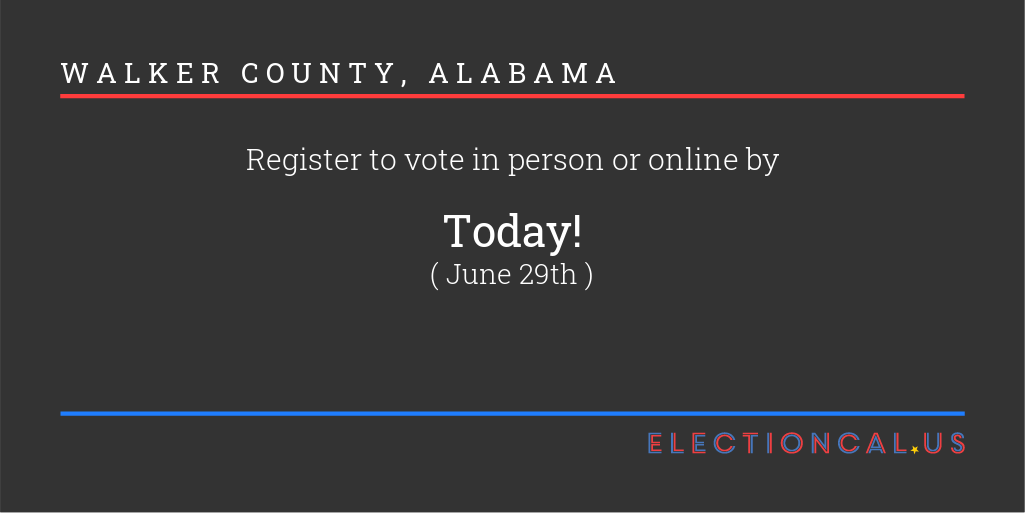 WALKER COUNTY, ALABAMA
Register to vote in person or online by
Today!
( June 29th )
ELECTIONCAL.US